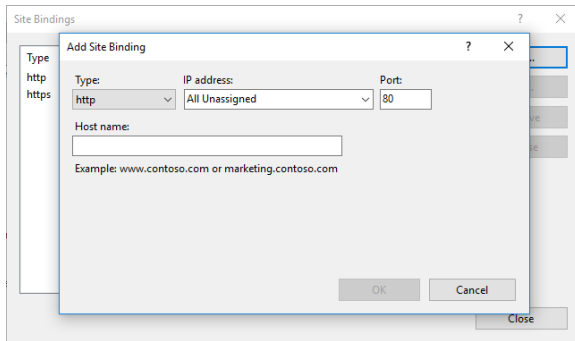 Site Bindings ? ×
Add Site Binding ? ×
Type
http
https
Type: IP address: Port:
http All Unassigned 80
Host name:
Example: www.contoso.com or marketing.contoso.com
OK Cancel
Close